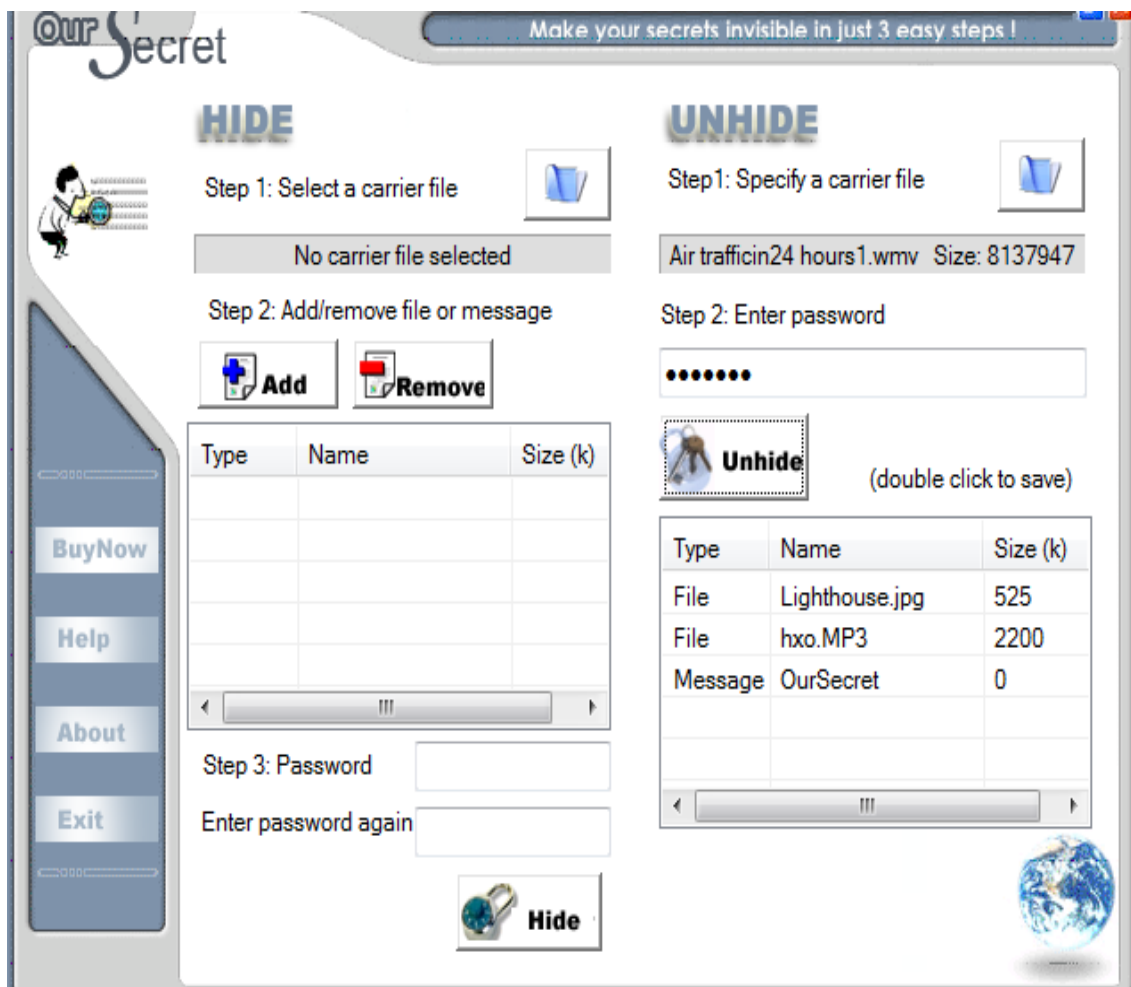 Our Secret
Make your secrets invisible in just 3 easy steps !
HIDE
Step 1: Select a carrier file
No carrier file selected
Step 2: Add/remove file or message
Add
Remove
Type Name Size (k)
Step 3: Password
Enter password again
Hide
UNHIDE
Step1: Specify a carrier file
Air trafficin24 hours1.wmv Size: 8137947
Step 2: Enter password
•••••••
Unhide
(double click to save)
Type Name Size (k)
File Lighthouse.jpg 525
File hxo.MP3 2200
Message OurSecret 0
BuyNow
Help
About
Exit